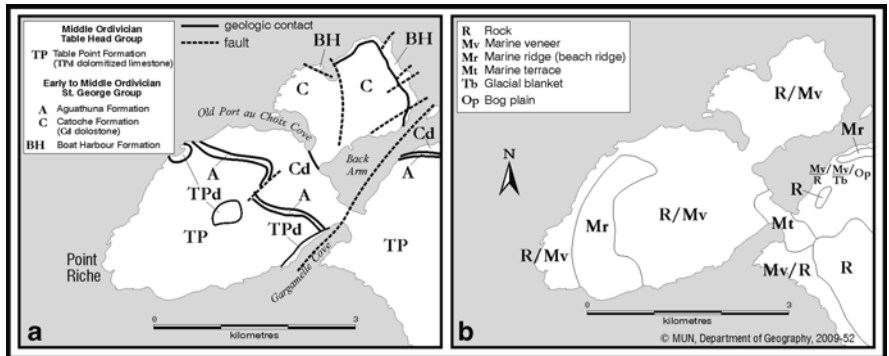 Middle Ordivician
Table Head Group
TP Table Point Formation
(TPd dolomitized limestone)
Early to Middle Ordivician
St. George Group
A Aguathuna Formation
C Catoche Formation
(Cd dolostone)
BH Boat Harbour Formation
geologic contact
fault
BH
BH
C
C
Old Port au Choix Cove
Cd
Back
Arm
A
Cd
A
TPd
A
TP
TPd
TP
Point
Riche
Gargamelle Cove
0 3
kilometres
a
R Rock
Mv Marine veneer
Mr Marine ridge (beach ridge)
Mt Marine terrace
Tb Glacial blanket
Op Bog plain
R/Mv
Mr
Mv/Mv/Op
R Tb
R
N
R/Mv
Mr
Mt
R/Mv
Mv/R
R
0 3
kilometres
b
© MUN, Department of Geography, 2009-52